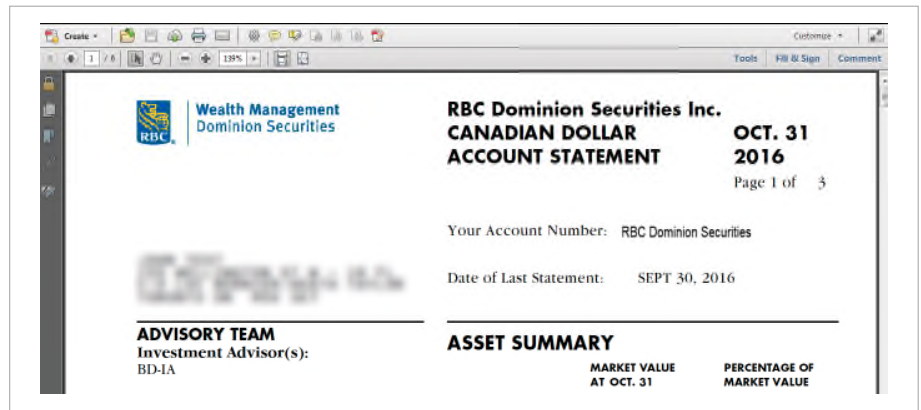 Create
Customize
1 / 6
139%
Tools Fill & Sign Comment
RBC
Wealth Management
Dominion Securities
RBC Dominion Securities Inc.
CANADIAN DOLLAR
ACCOUNT STATEMENT
OCT. 31
2016
Page 1 of 3
Your Account Number: RBC Dominion Securities
Date of Last Statement: SEPT 30, 2016
ADVISORY TEAM
Investment Advisor(s):
BD-IA
ASSET SUMMARY
MARKET VALUE
AT OCT. 31
PERCENTAGE OF
MARKET VALUE